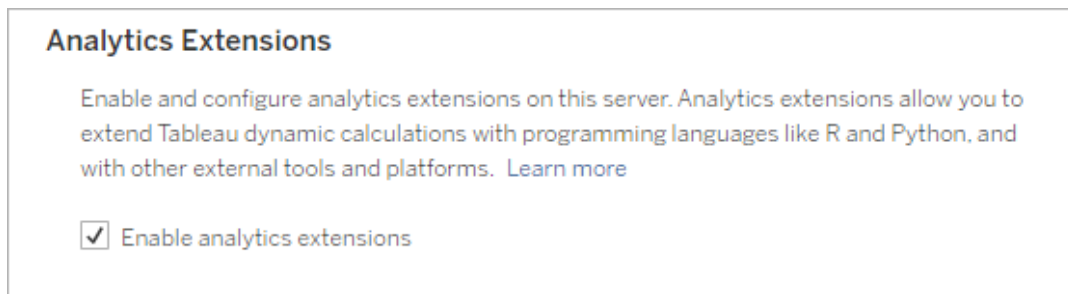 Analytics Extensions
Enable and configure analytics extensions on this server. Analytics extensions allow you to
extend Tableau dynamic calculations with programming languages like R and Python, and
with other external tools and platforms. Learn more
Enable analytics extensions